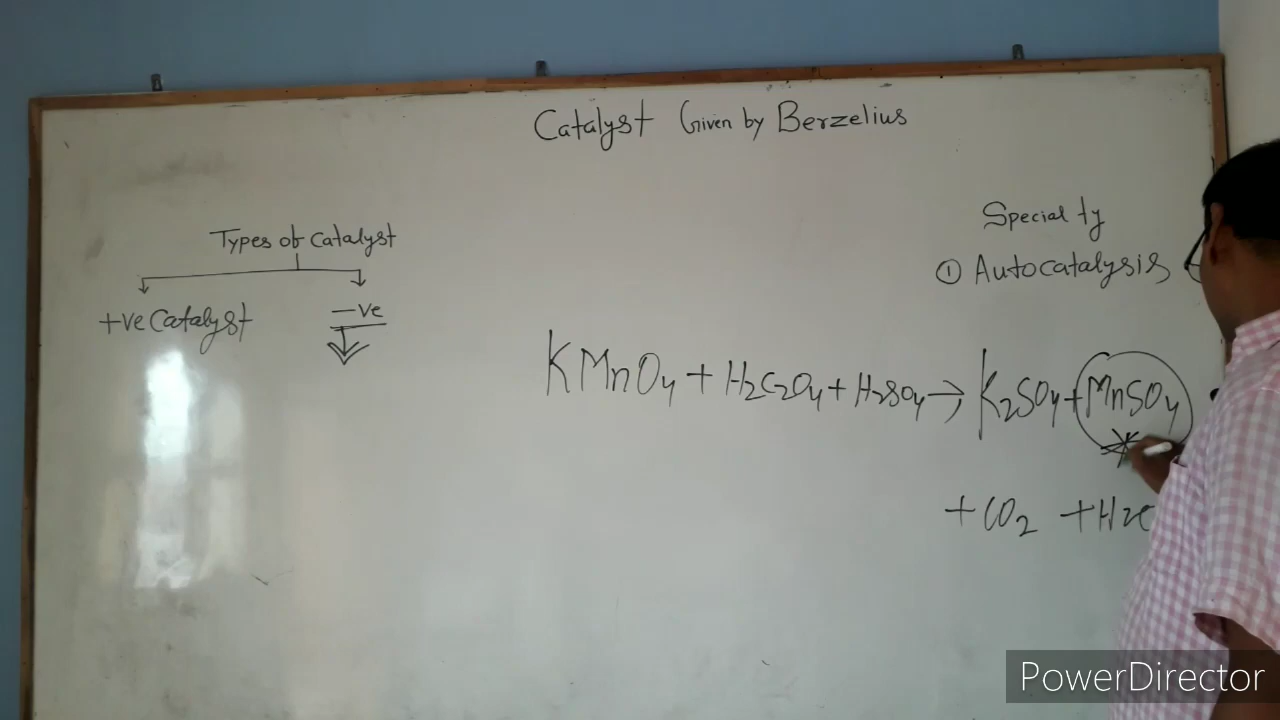 Catalyst Given by Berzelius
Types of Catalyst
+ve Catalyst
-ve
Special ty
① Autocatalysis
KMnO4 + H2C2O4 + H2SO4 → K2SO4 + MnSO4
+ CO2 + H2
PowerDirector